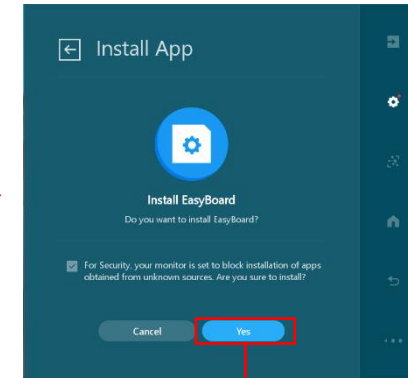 Install App
Install EasyBoard
Do you want to install EasyBoard?
For Security, your monitor is set to block installation of apps
obtained from unknown sources. Are you sure to install?
Cancel
Yes